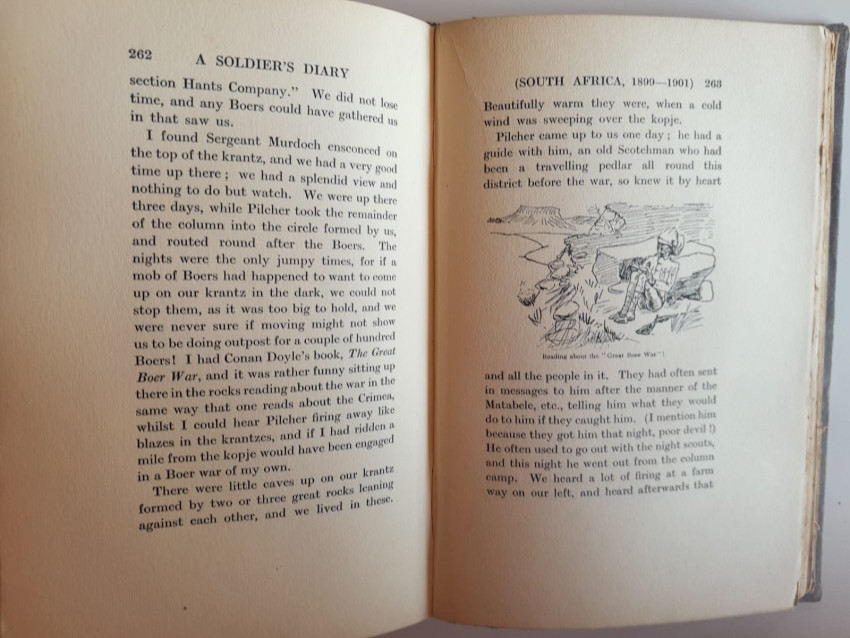 262
A SOLDIER'S DIARY
section Hants Company." We did not lose
time, and any Boers could have gathered us
in that saw us.
I found Sergeant Murdoch ensconced on
the top of the krantz, and we had a very good
time up there; we had a splendid view and
nothing to do but watch. We were up there
three days, while Pilcher took the remainder
of the column into the circle formed by us,
and routed round after the Boers. The
nights were the only jumpy times, for if a
mob of Boers had happened to want to come
up on our krantz in the dark, we could not
stop them, as it was too big to hold, and we
were never sure if moving might not show
us to be doing outpost for a couple of hundred
Boers! I had Conan Doyle's book, The Great
Boer War, and it was rather funny sitting up
there in the rocks reading about the war in the
same way that one reads about the Crimea,
whilst I could hear Pilcher firing away like
blazes in the krantzes, and if I had ridden a
mile from the kopje would have been engaged
in a Boer war of my own.
There were little caves up on our krantz
formed by two or three great rocks leaning
against each other, and we lived in these.
(SOUTH AFRICA, 1899—1901) 263
Beautifully warm they were, when a cold
wind was sweeping over the kopje.
Pilcher came up to us one day; he had a
guide with him, an old Scotchman who had
been a travelling pedlar all round this
district before the war, so knew it by heart
Reading about the "Great Boer War"!
and all the people in it. They had often sent
in messages to him after the manner of the
Matabele, etc., telling him what they would
do to him if they caught him. (I mention him
because they got him that night, poor devil!)
He often used to go out with the night scouts,
and this night he went out from the column
camp. We heard a lot of firing at a farm
way on our left, and heard afterwards that